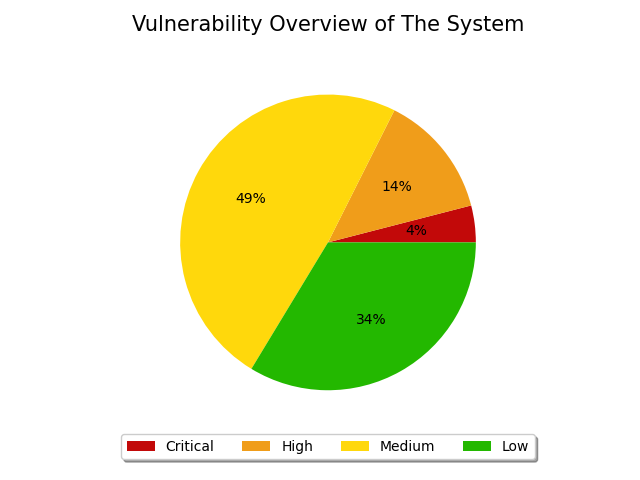 Vulnerability Overview of The System
14%
49%
4%
34%
Critical High Medium Low